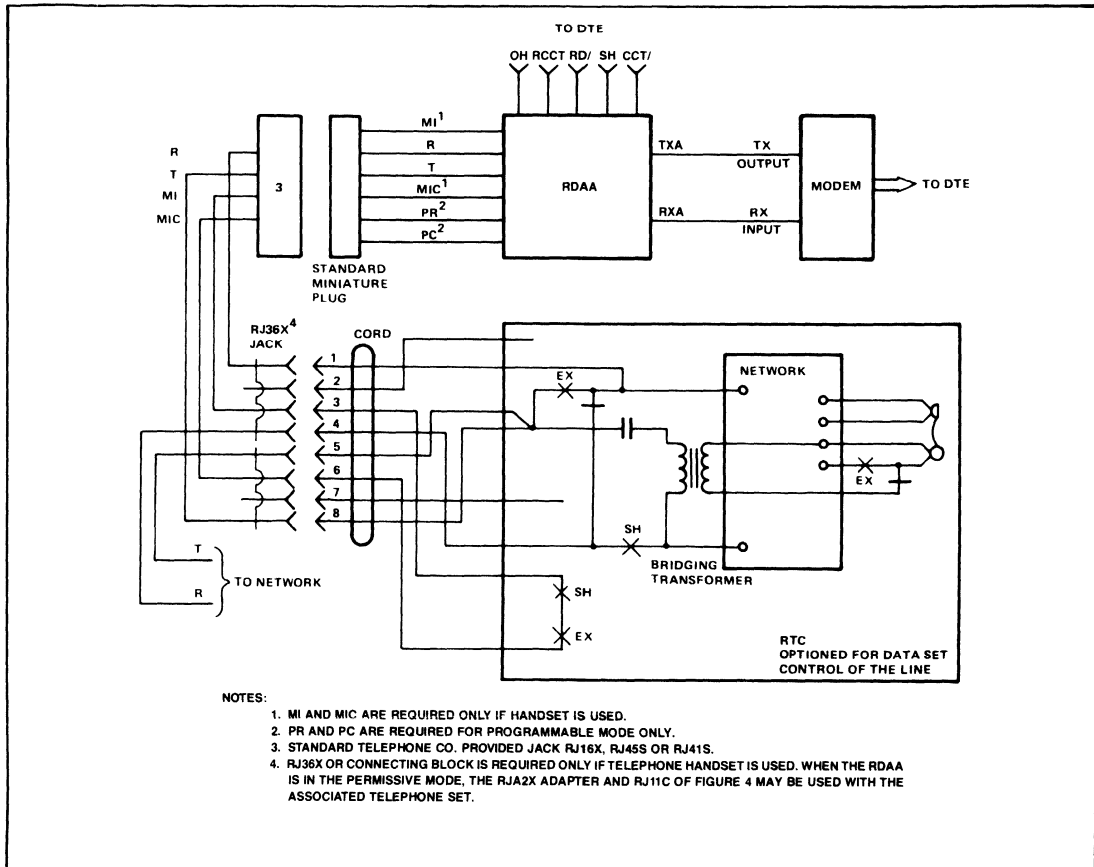 TO DTE
OH RCCT RD/ SH CCT/
MI1
R
T
MIC1
PR2
PC2
R
T
MI
MIC
3
STANDARD
MINIATURE
PLUG
RDAA
TXA
RXA
TX
OUTPUT
RX
INPUT
MODEM
TO DTE
RJ36X4
JACK
CORD
1
2
3
4
5
6
7
8
T
R
TO NETWORK
EX
NETWORK
EX
SH
BRIDGING
TRANSFORMER
SH
EX
RTC
OPTIONED FOR DATA SET
CONTROL OF THE LINE
NOTES:
1. MI AND MIC ARE REQUIRED ONLY IF HANDSET IS USED.
2. PR AND PC ARE REQUIRED FOR PROGRAMMABLE MODE ONLY.
3. STANDARD TELEPHONE CO. PROVIDED JACK RJ16X, RJ45S OR RJ41S.
4. RJ36X OR CONNECTING BLOCK IS REQUIRED ONLY IF TELEPHONE HANDSET IS USED. WHEN THE RDAA
IS IN THE PERMISSIVE MODE, THE RJA2X ADAPTER AND RJ11C OF FIGURE 4 MAY BE USED WITH THE
ASSOCIATED TELEPHONE SET.